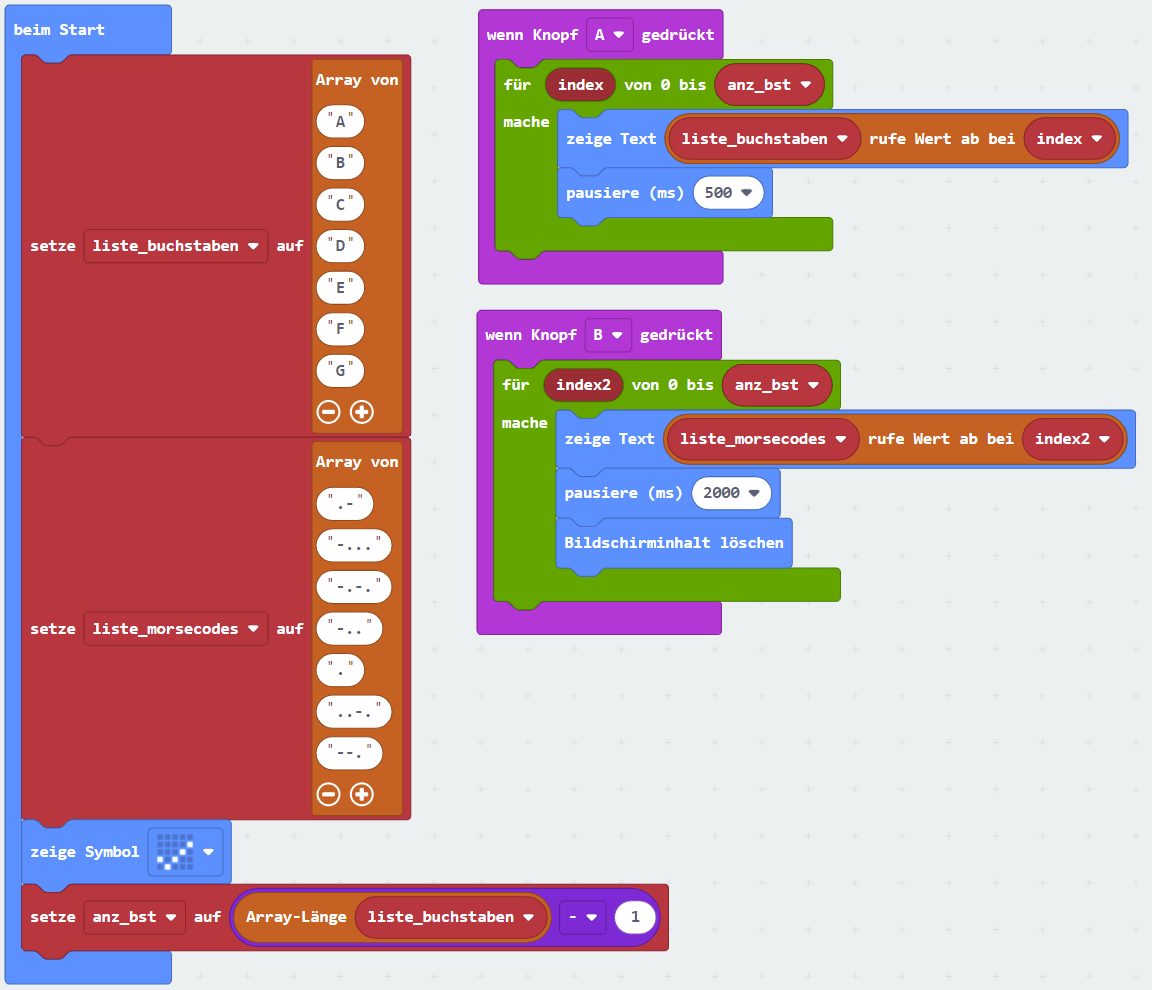 beim Start
setze liste_buchstaben auf
Array von
"A"
"B"
"C"
"D"
"E"
"F"
"G"
setze liste_morsecodes auf
Array von
".-"
"-..."
"-.-."
"-.."
"."
"..-."
"--."
zeige Symbol
setze anz_bst auf Array-Länge liste_buchstaben - 1
wenn Knopf A gedrückt
für index von 0 bis anz_bst
mache
zeige Text liste_buchstaben rufe Wert ab bei index
pausiere (ms) 500
wenn Knopf B gedrückt
für index2 von 0 bis anz_bst
mache
zeige Text liste_morsecodes rufe Wert ab bei index2
pausiere (ms) 2000
Bildschirminhalt löschen